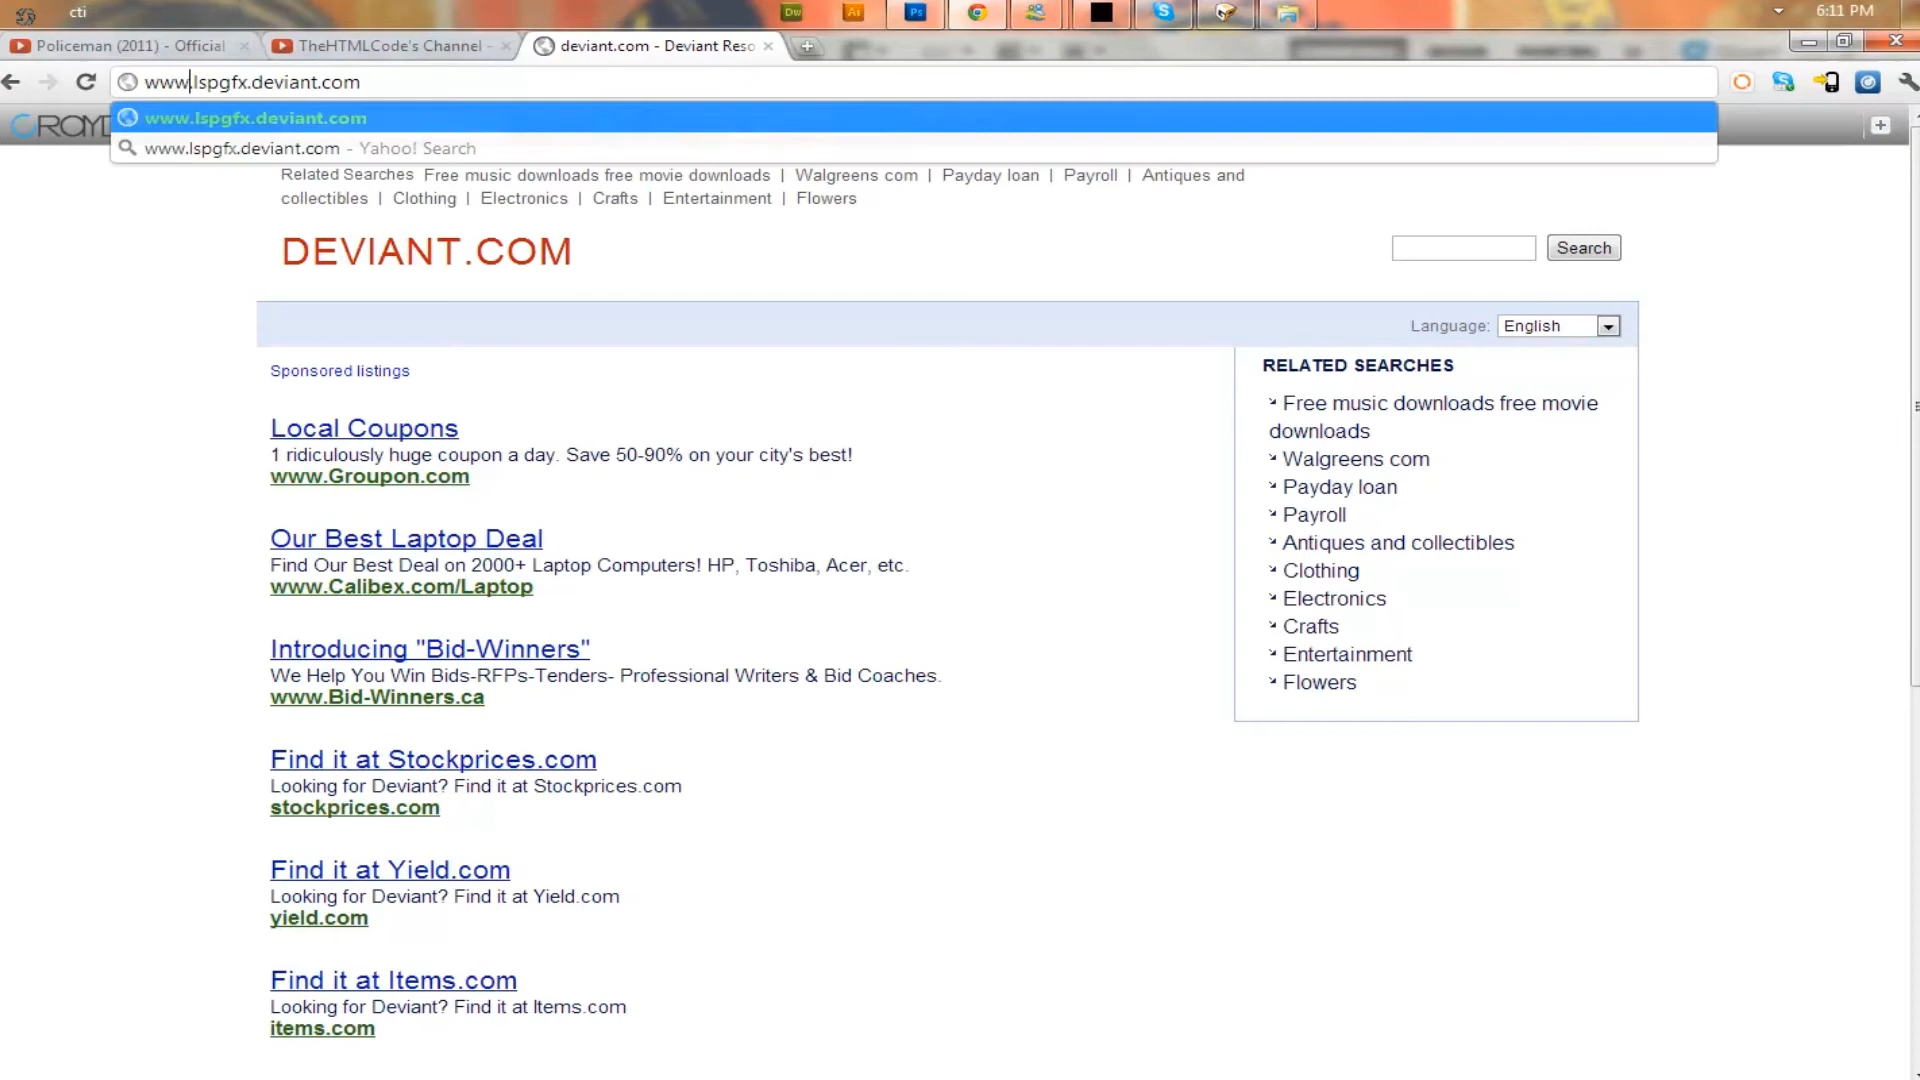 cti
Dw
Ai
Ps
6:11 PM
Policeman (2011) - Official
TheHTMLCode's Channel -
deviant.com - Deviant Reso
www.lspgfx.deviant.com
www.lspgfx.deviant.com
www.lspgfx.deviant.com - Yahoo! Search
Related Searches Free music downloads free movie downloads | Walgreens com | Payday loan | Payroll | Antiques and
collectibles | Clothing | Electronics | Crafts | Entertainment | Flowers
DEVIANT.COM
Search
Language: English
Sponsored listings
Local Coupons
1 ridiculously huge coupon a day. Save 50-90% on your city's best!
www.Groupon.com
Our Best Laptop Deal
Find Our Best Deal on 2000+ Laptop Computers! HP, Toshiba, Acer, etc.
www.Calibex.com/Laptop
Introducing "Bid-Winners"
We Help You Win Bids-RFPs-Tenders- Professional Writers & Bid Coaches.
www.Bid-Winners.ca
Find it at Stockprices.com
Looking for Deviant? Find it at Stockprices.com
stockprices.com
Find it at Yield.com
Looking for Deviant? Find it at Yield.com
yield.com
Find it at Items.com
Looking for Deviant? Find it at Items.com
items.com
RELATED SEARCHES
Free music downloads free movie
downloads
Walgreens com
Payday loan
Payroll
Antiques and collectibles
Clothing
Electronics
Crafts
Entertainment
Flowers